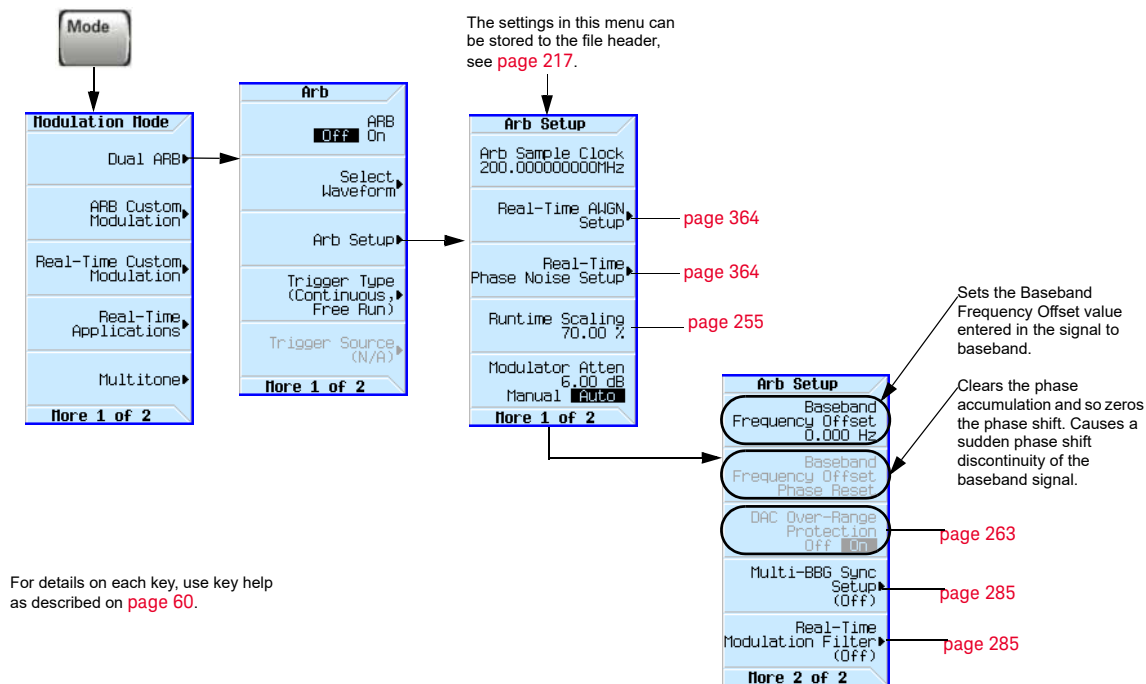 Mode
The settings in this menu can
be stored to the file header,
see page 217.
Modulation Mode
Dual ARB
ARB Custom
Modulation
Real-Time Custom
Modulation
Real-Time
Applications
Multitone
More 1 of 2
Arb
ARB
Off On
Select
Waveform
Arb Setup
Trigger Type
(Continuous,
Free Run)
Trigger Source
(N/A)
More 1 of 2
Arb Setup
Arb Sample Clock
200.000000000MHz
Real-Time AWGN
Setup
page 364
Real-Time
Phase Noise Setup
page 364
Runtime Scaling
70.00 %
page 255
Modulator Atten
6.00 dB
Manual Auto
More 1 of 2
Sets the Baseband
Frequency Offset value
entered in the signal to
baseband.
Clears the phase
accumulation and so zeros
the phase shift. Causes a
sudden phase shift
discontinuity of the
baseband signal.
Arb Setup
Baseband
Frequency Offset
0.000 Hz
Baseband
Frequency Offset
Phase Reset
DAC Over-Range
Protection
Off On
page 263
Multi-BBG Sync
Setup
(Off)
page 285
Real-Time
Modulation Filter
(Off)
page 285
More 2 of 2
For details on each key, use key help
as described on page 60.